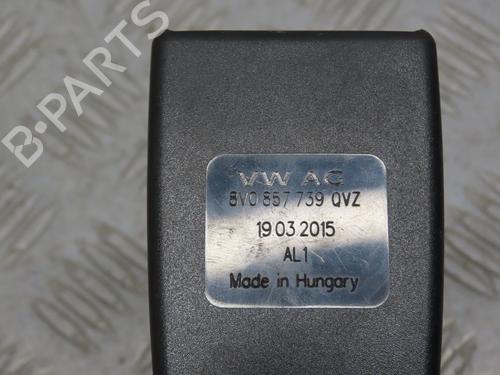 B-PARTS
VW AG
8V0 857 739 QVZ
19.03.2015
AL1
Made in Hungary